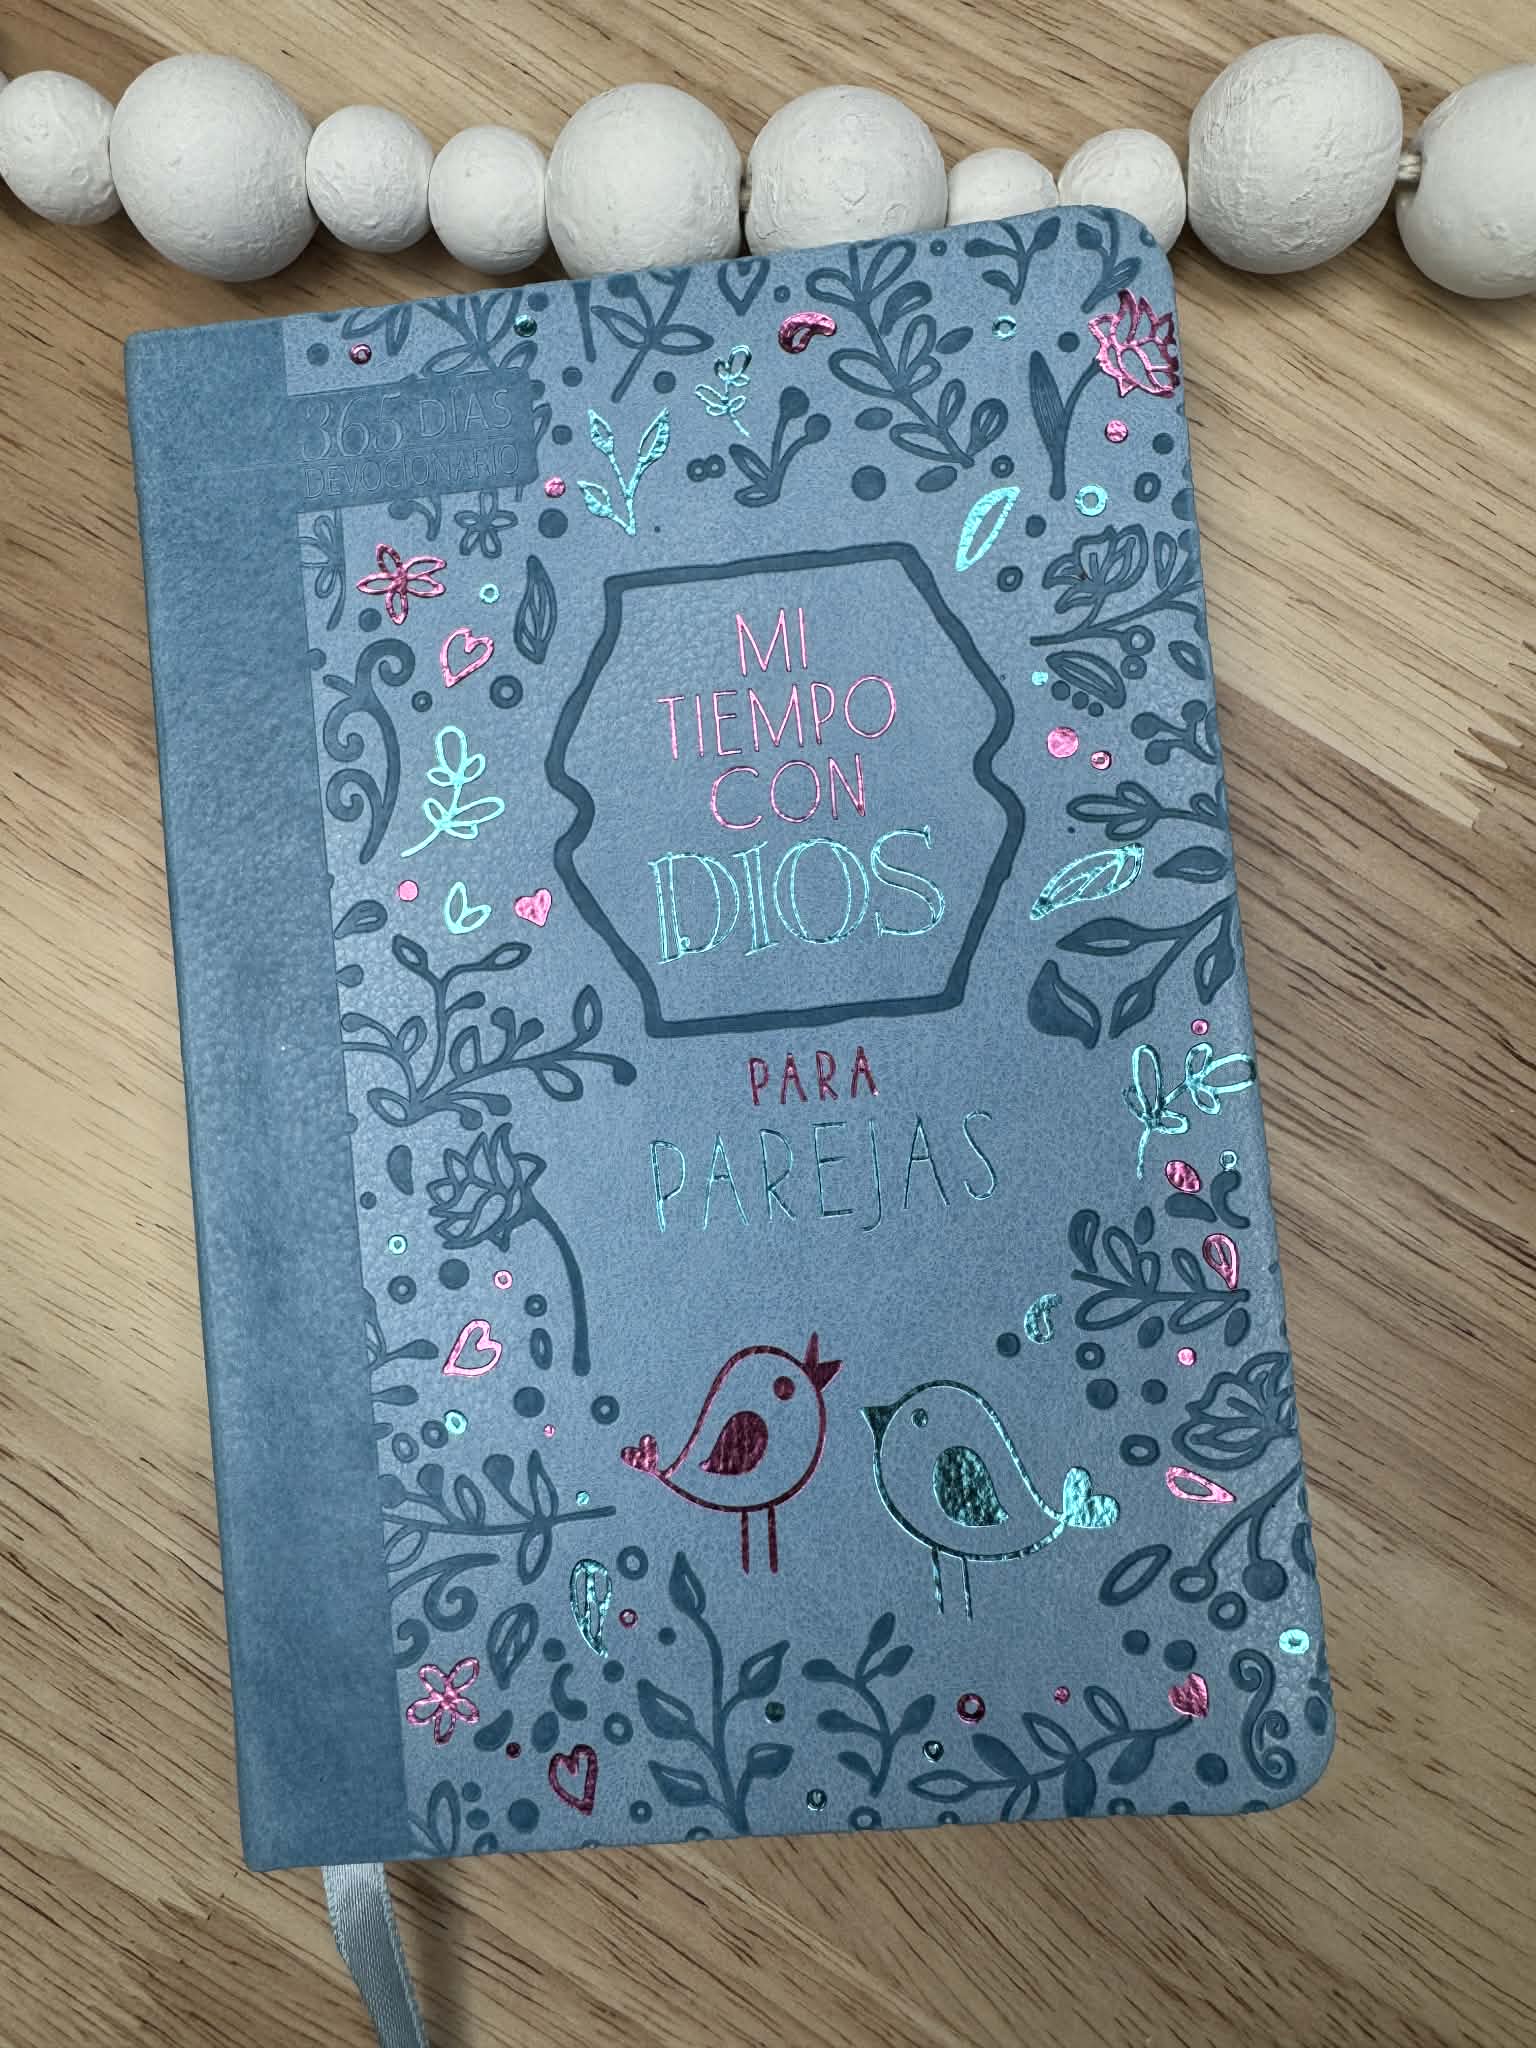 365 DÍAS
DEVOCIONARIO
MI
TIEMPO
CON
DIOS
PARA
PAREJAS